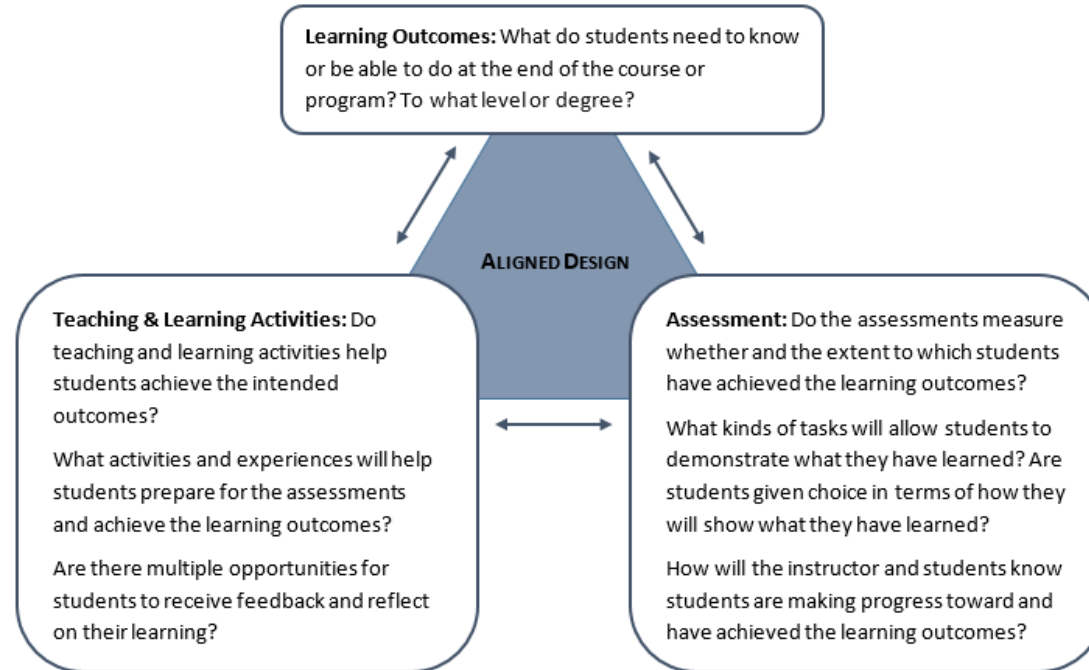 Learning Outcomes: What do students need to know
or be able to do at the end of the course or
program? To what level or degree?
ALIGNED DESIGN
Teaching & Learning Activities: Do
teaching and learning activities help
students achieve the intended
outcomes?
What activities and experiences will help
students prepare for the assessments
and achieve the learning outcomes?
Are there multiple opportunities for
students to receive feedback and reflect
on their learning?
Assessment: Do the assessments measure
whether and the extent to which students
have achieved the learning outcomes?
What kinds of tasks will allow students to
demonstrate what they have learned? Are
students given choice in terms of how they
will show what they have learned?
How will the instructor and students know
students are making progress toward and
have achieved the learning outcomes?